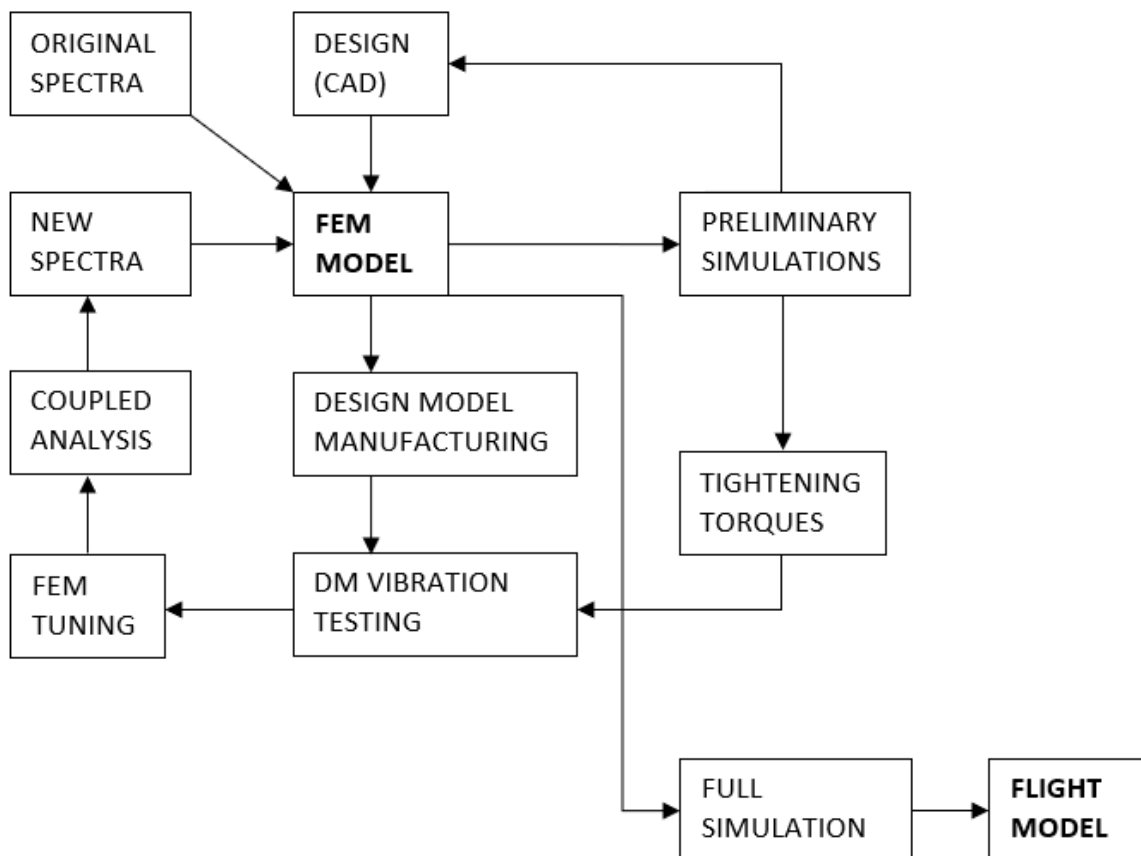 ORIGINAL
SPECTRA
DESIGN
(CAD)
NEW
SPECTRA
FEM
MODEL
PRELIMINARY
SIMULATIONS
COUPLED
ANALYSIS
DESIGN MODEL
MANUFACTURING
TIGHTENING
TORQUES
FEM
TUNING
DM VIBRATION
TESTING
FULL
SIMULATION
FLIGHT
MODEL